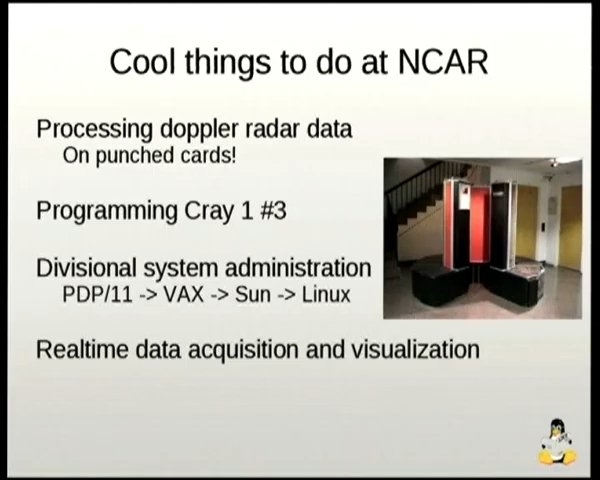 Cool things to do at NCAR
Processing doppler radar data
On punched cards!
Programming Cray 1 #3
Divisional system administration
PDP/11 -> VAX -> Sun -> Linux
Realtime data acquisition and visualization